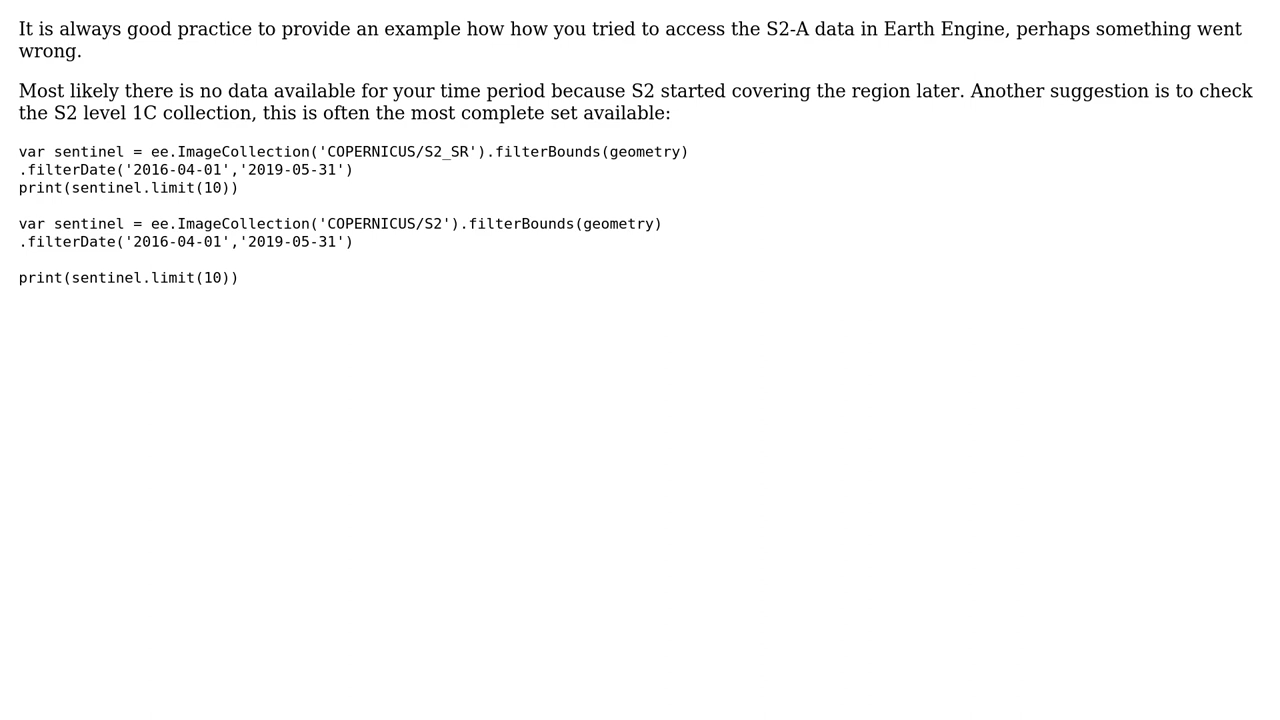 It is always good practice to provide an example how how you tried to access the S2-A data in Earth Engine, perhaps something went
wrong.
Most likely there is no data available for your time period because S2 started covering the region later. Another suggestion is to check
the S2 level 1C collection, this is often the most complete set available:
var sentinel = ee.ImageCollection('COPERNICUS/S2_SR').filterBounds(geometry)
.filterDate('2016-04-01','2019-05-31')
print(sentinel.limit(10))
var sentinel = ee.ImageCollection('COPERNICUS/S2').filterBounds(geometry)
.filterDate('2016-04-01','2019-05-31')
print(sentinel.limit(10))